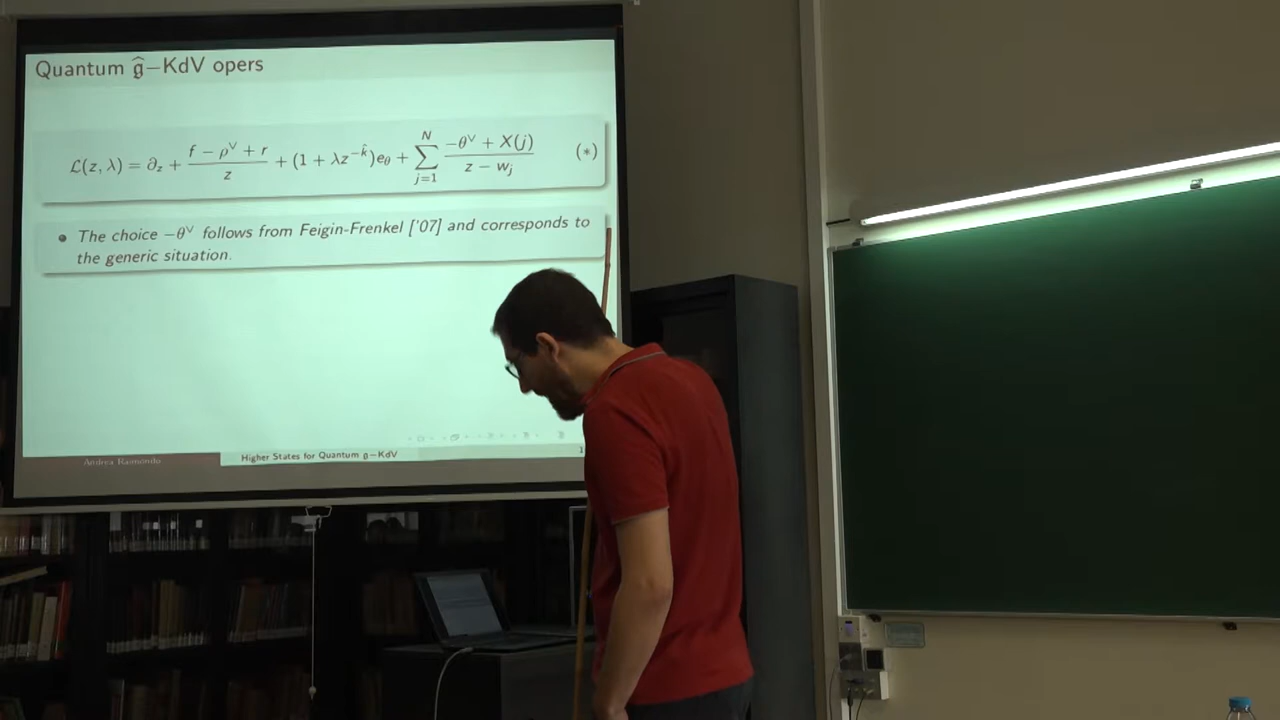 Quantum ĝ−KdV opers
ℒ(z, λ) = ∂_z + (f − ρ^∨ + r)/z + (1 + λz^{−k̂})e_θ + ∑_{j=1}^{N} (−θ^∨ + X(j))/(z − w_j) (*)
• The choice −θ^∨ follows from Feigin-Frenkel ['07] and corresponds to
the generic situation.
Andrea Raimondo
Higher States for Quantum g−KdV